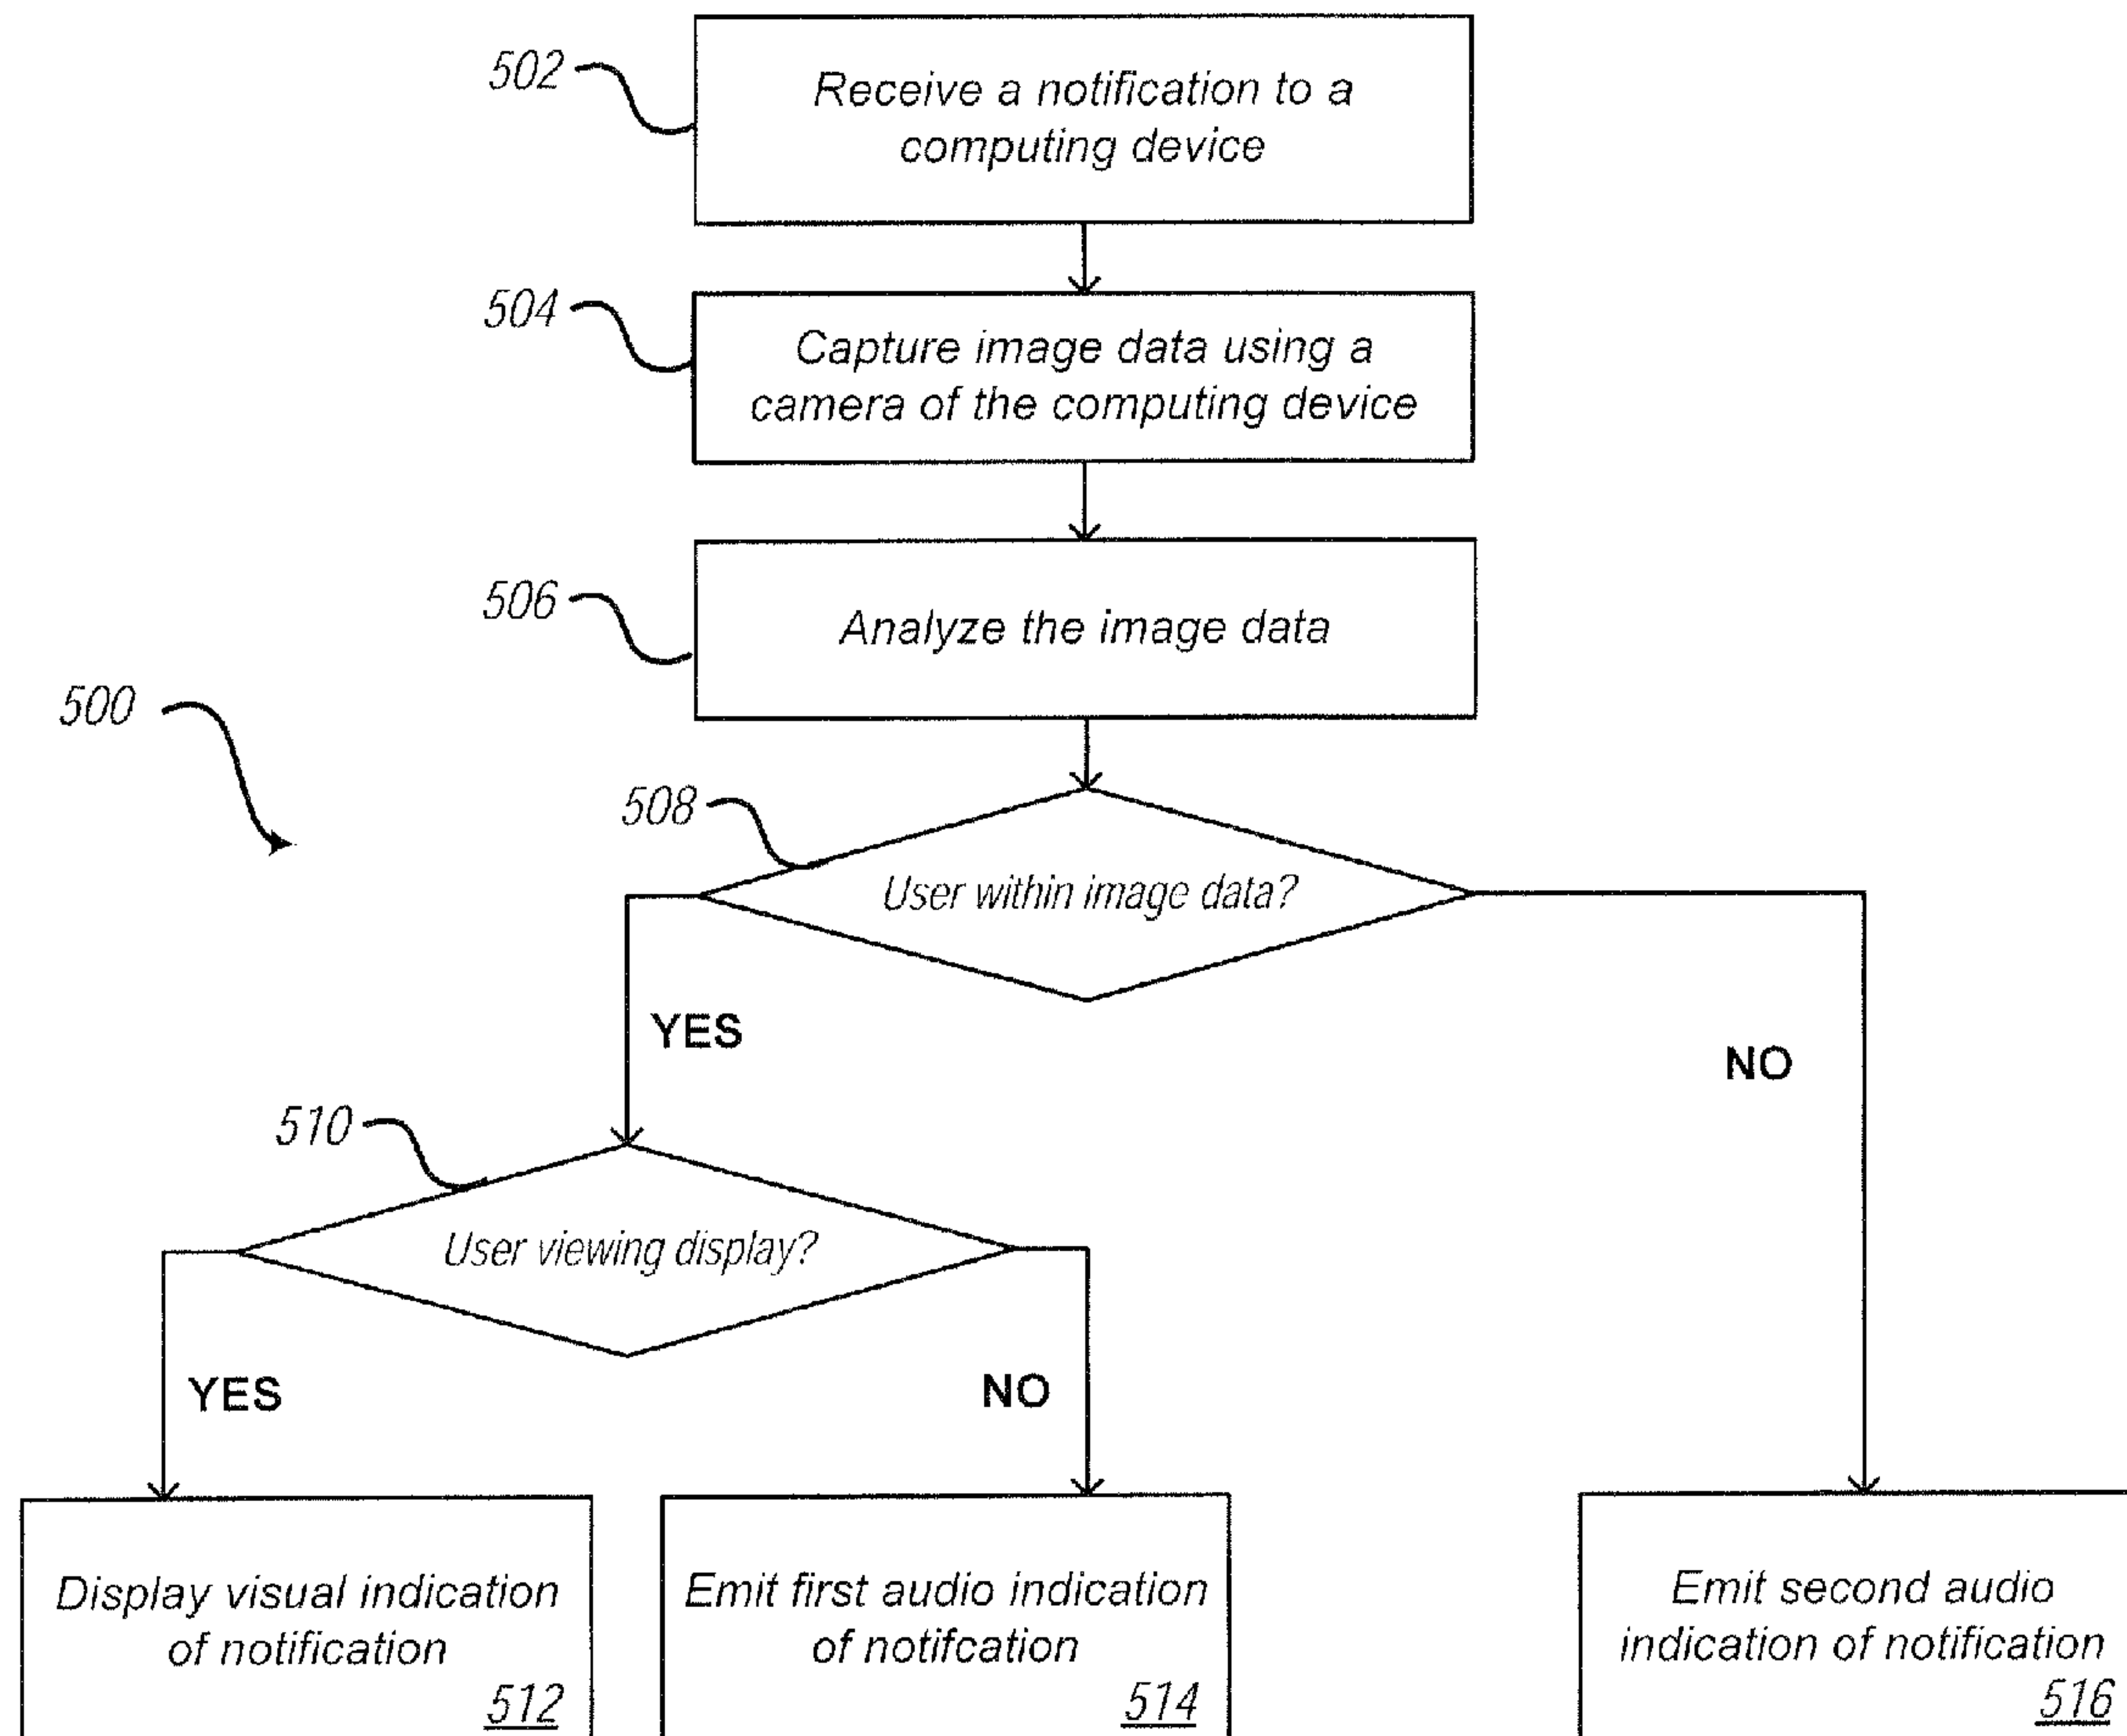 502
Receive a notification to a
computing device
504
Capture image data using a
camera of the computing device
506
Analyze the image data
500
508
User within image data?
YES
NO
510
User viewing display?
YES
NO
Display visual indication
of notification
512
Emit first audio indication
of notifcation
514
Emit second audio
indication of notification
516